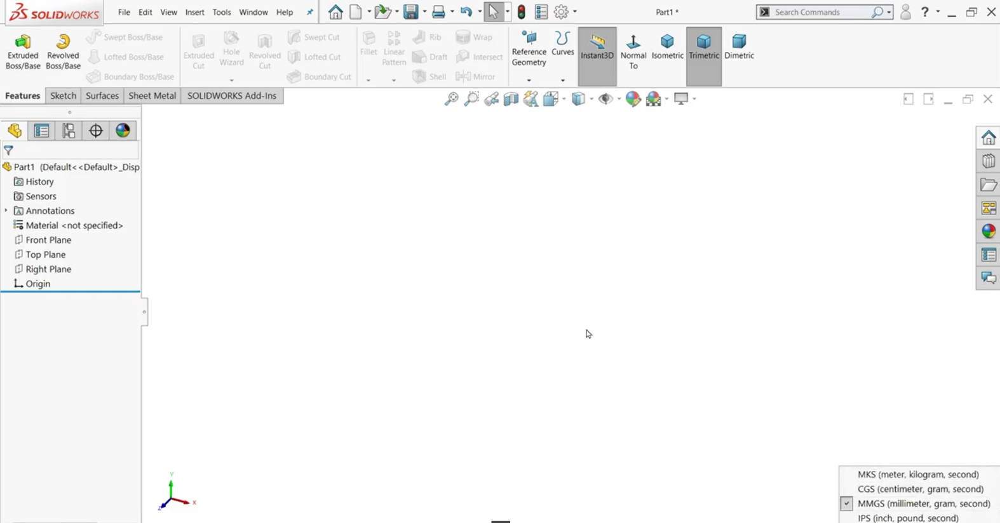 SOLIDWORKS
File Edit View Insert Tools Window Help
Part1 *
Search Commands
?
Extruded Boss/Base
Revolved Boss/Base
Swept Boss/Base
Lofted Boss/Base
Boundary Boss/Base
Extruded Cut
Hole Wizard
Revolved Cut
Swept Cut
Lofted Cut
Boundary Cut
Fillet
Linear Pattern
Rib
Draft
Shell
Wrap
Intersect
Mirror
Reference Geometry
Curves
Instant3D
Normal To
Isometric
Trimetric
Dimetric
Features Sketch Surfaces Sheet Metal SOLIDWORKS Add-Ins
Part1 (Default<<Default>_Disp
History
Sensors
Annotations
Material <not specified>
Front Plane
Top Plane
Right Plane
Origin
Y
X
Z
MKS (meter, kilogram, second)
CGS (centimeter, gram, second)
MMGS (millimeter, gram, second)
IPS (inch, pound, second)